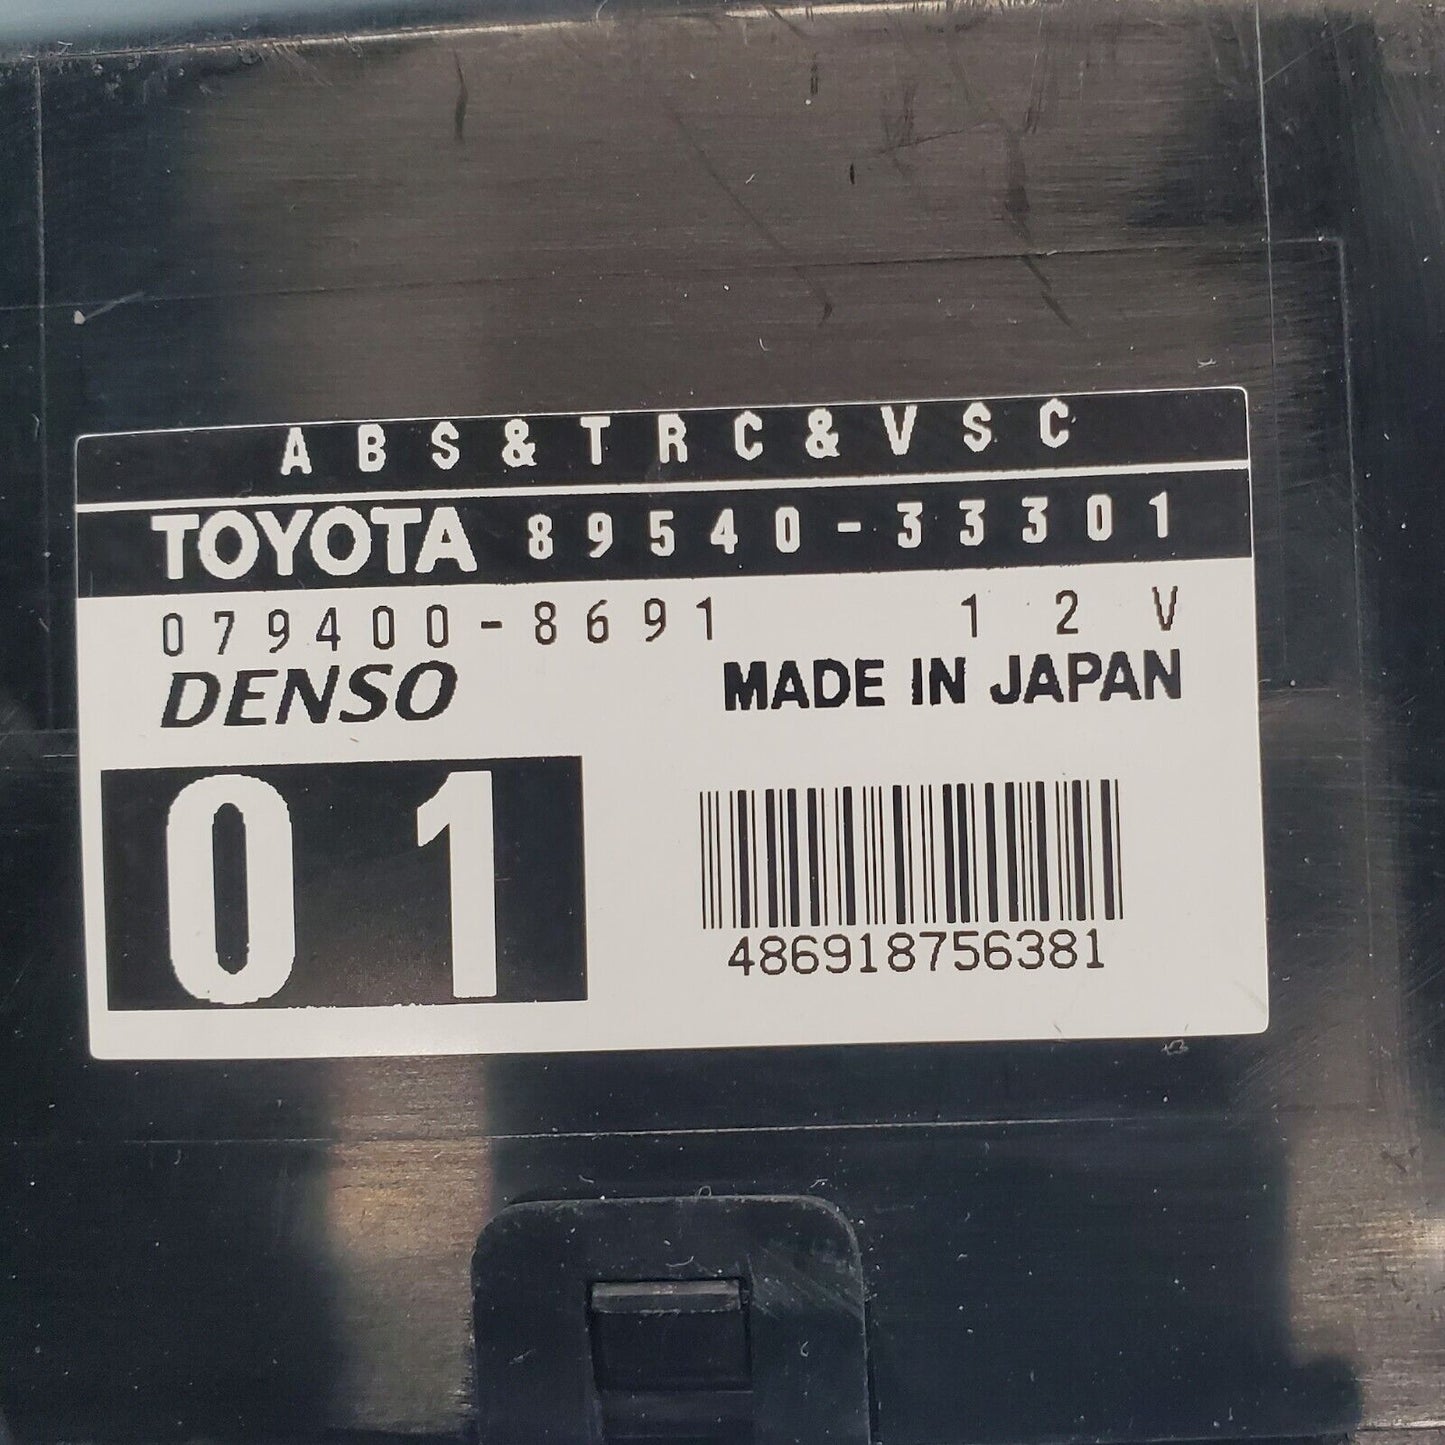 ABS&TRC&VSC
TOYOTA 89540-33301
079400-8691 12V
DENSO MADE IN JAPAN
01
486918756381